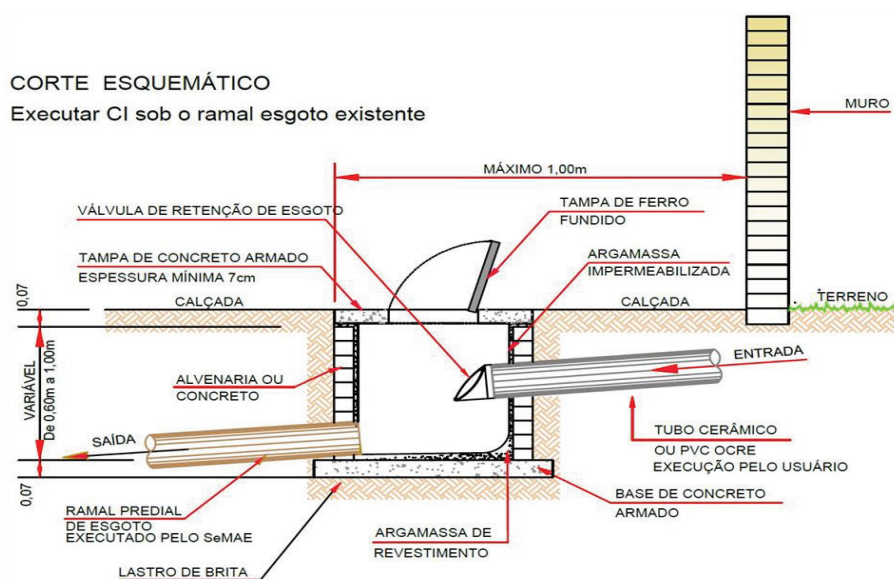 CORTE ESQUEMÁTICO
Executar CI sob o ramal esgoto existente
MURO
MÁXIMO 1,00m
VÁLVULA DE RETENÇÃO DE ESGOTO
TAMPA DE FERRO
FUNDIDO
TAMPA DE CONCRETO ARMADO
ESPESSURA MÍNIMA 7cm
ARGAMASSA
IMPERMEABILIZADA
0,07
CALÇADA
CALÇADA
TERRENO
VARIÁVEL
De 0,60m a 1,00m
ALVENARIA OU
CONCRETO
ENTRADA
SAÍDA
TUBO CERÂMICO
OU PVC OCRE
EXECUÇÃO PELO USUÁRIO
0,07
RAMAL PREDIAL
DE ESGOTO
EXECUTADO PELO SeMAE
BASE DE CONCRETO
ARMADO
ARGAMASSA DE
REVESTIMENTO
LASTRO DE BRITA